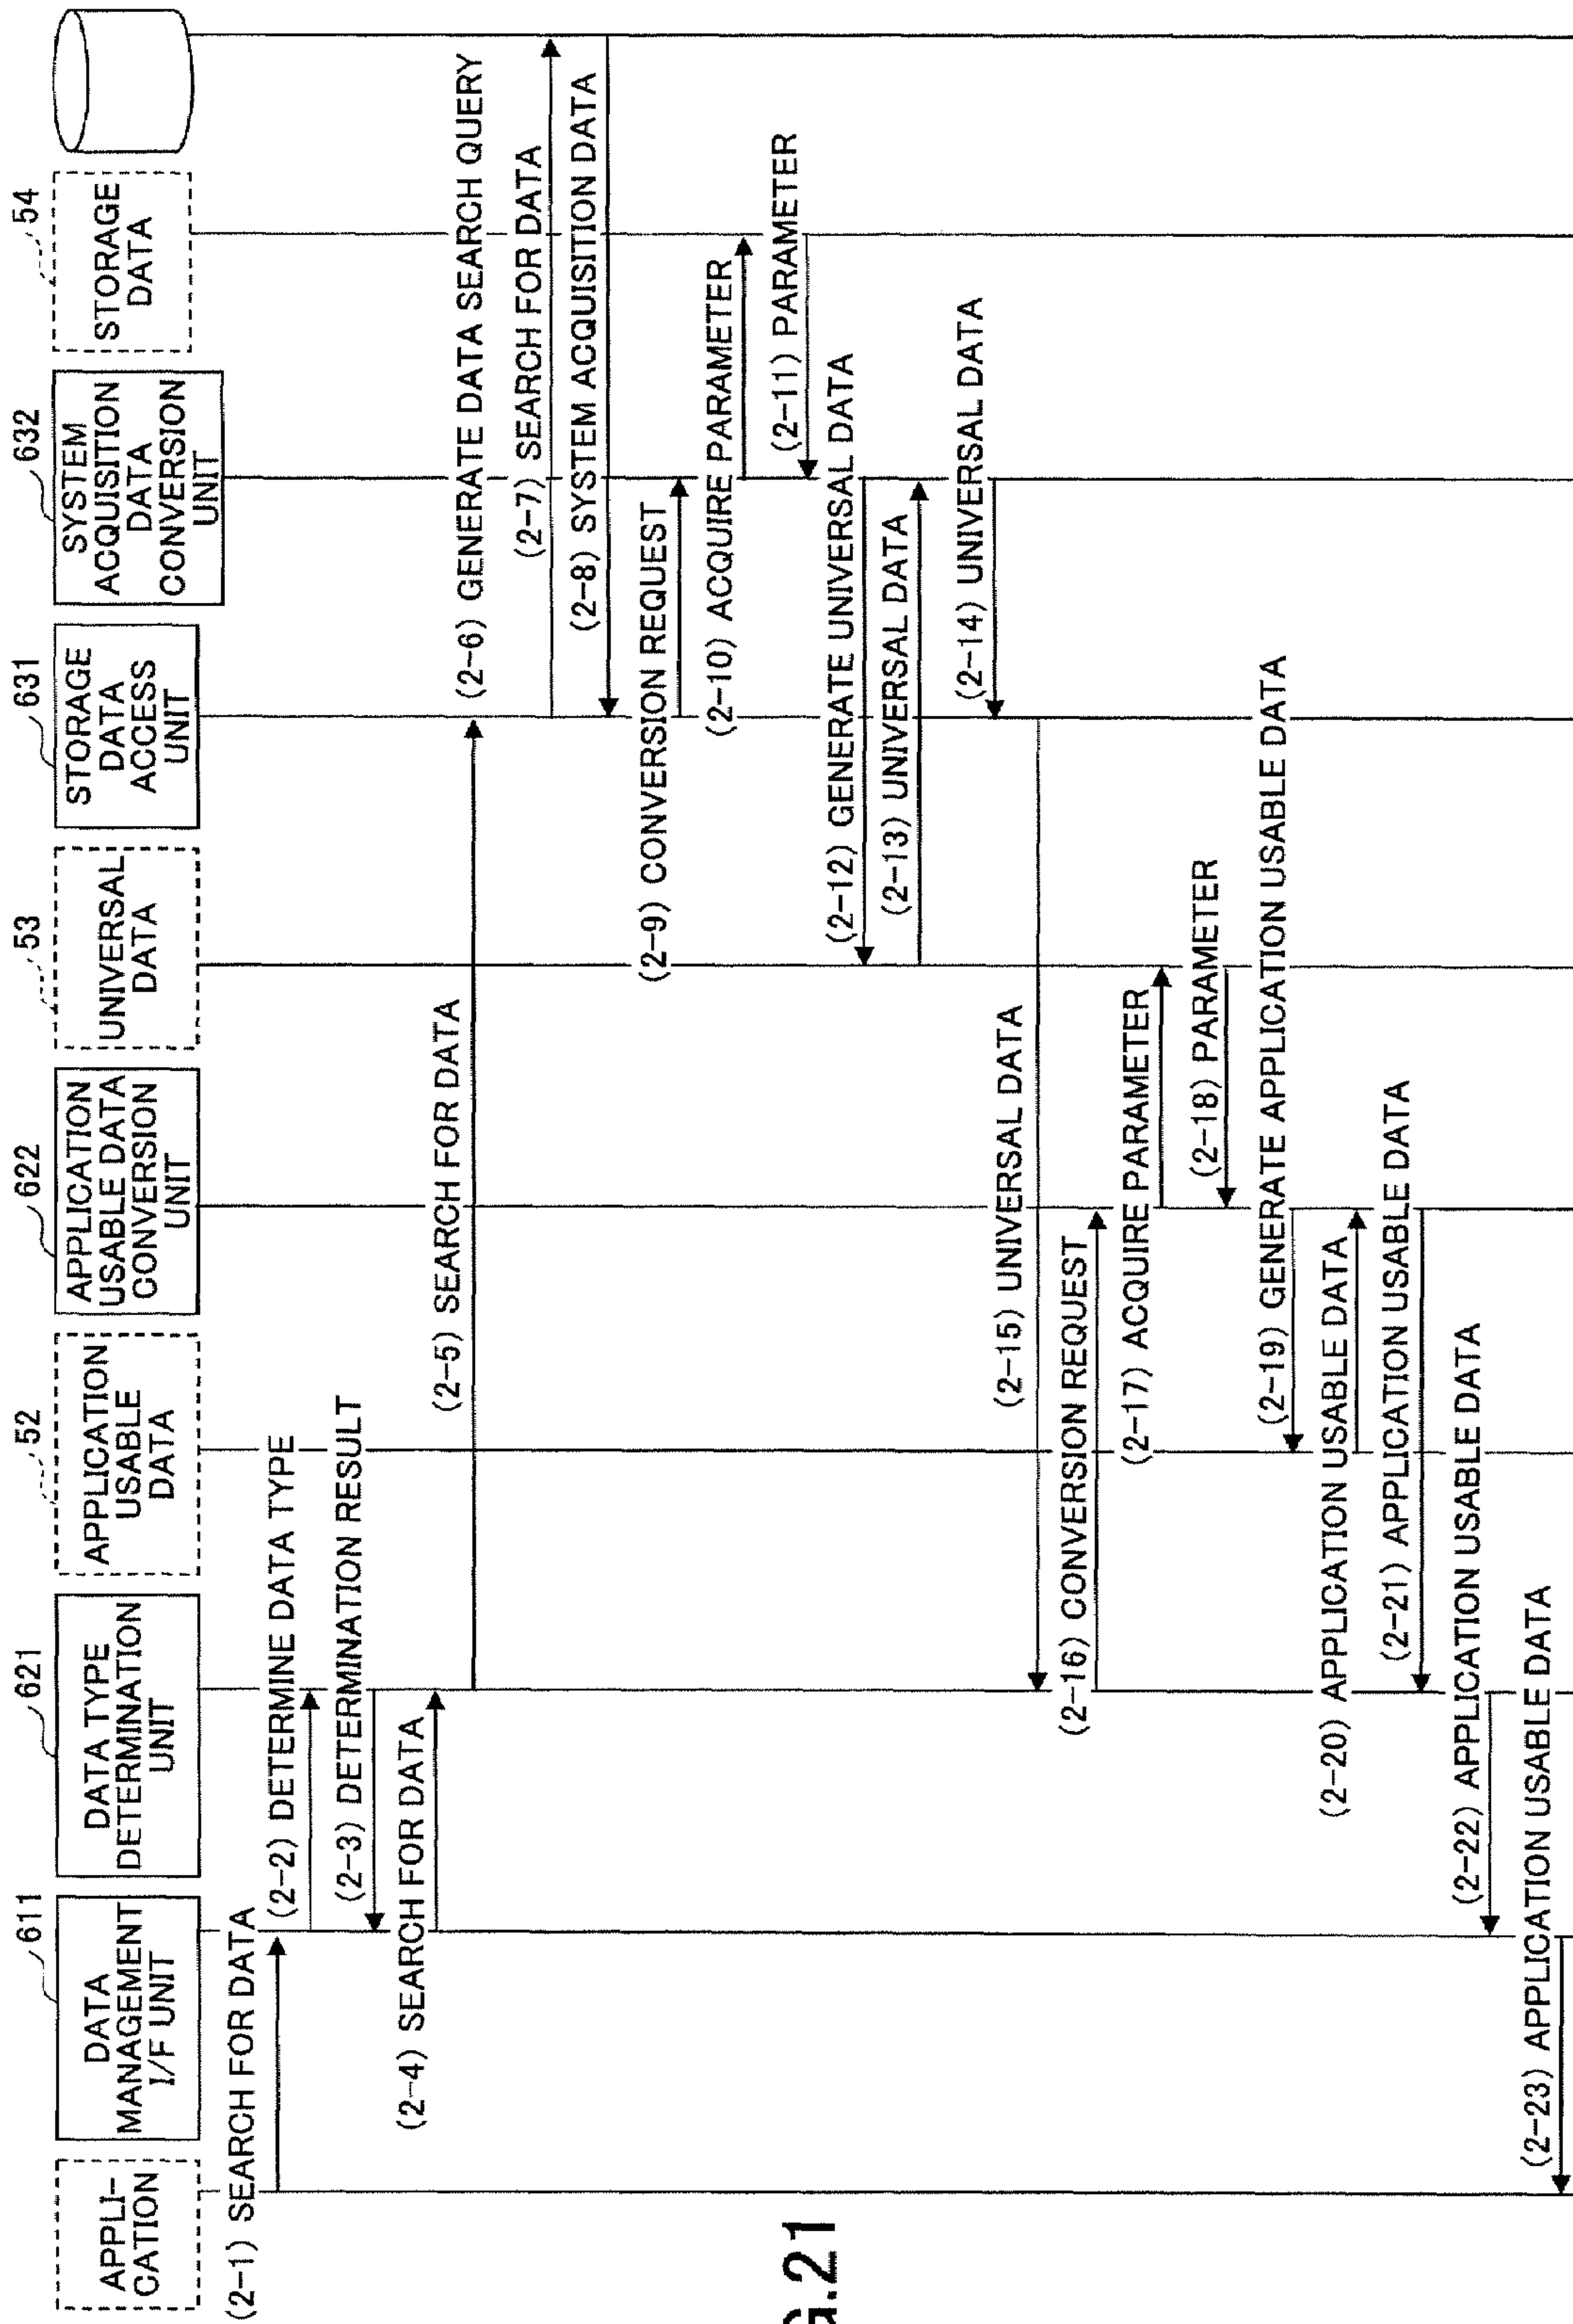 APPLI-
CATION
611
DATA
MANAGEMENT
I/F UNIT
621
DATA TYPE
DETERMINATION
UNIT
52
APPLICATION
USABLE
DATA
622
APPLICATION
USABLE DATA
CONVERSION
UNIT
53
UNIVERSAL
DATA
631
STORAGE
DATA
ACCESS
UNIT
632
SYSTEM
ACQUISITION
DATA
CONVERSION
UNIT
54
STORAGE
DATA
(2-1) SEARCH FOR DATA
(2-2) DETERMINE DATA TYPE
(2-3) DETERMINATION RESULT
(2-4) SEARCH FOR DATA
(2-5) SEARCH FOR DATA
(2-6) GENERATE DATA SEARCH QUERY
(2-7) SEARCH FOR DATA
(2-8) SYSTEM ACQUISITION DATA
(2-9) CONVERSION REQUEST
(2-10) ACQUIRE PARAMETER
(2-11) PARAMETER
(2-12) GENERATE UNIVERSAL DATA
(2-13) UNIVERSAL DATA
(2-14) UNIVERSAL DATA
(2-15) UNIVERSAL DATA
(2-16) CONVERSION REQUEST
(2-17) ACQUIRE PARAMETER
(2-18) PARAMETER
(2-19) GENERATE APPLICATION USABLE DATA
(2-20) APPLICATION USABLE DATA
(2-21) APPLICATION USABLE DATA
(2-22) APPLICATION USABLE DATA
(2-23) APPLICATION USABLE DATA
G.21